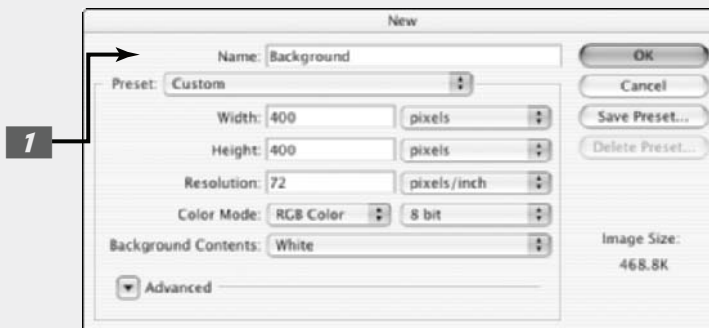 New
Name: Background
OK
Preset: Custom
Cancel
Width: 400 pixels
Save Preset...
1
Height: 400 pixels
Delete Preset...
Resolution: 72 pixels/inch
Color Mode: RGB Color 8 bit
Background Contents: White
Image Size:
468.8K
Advanced